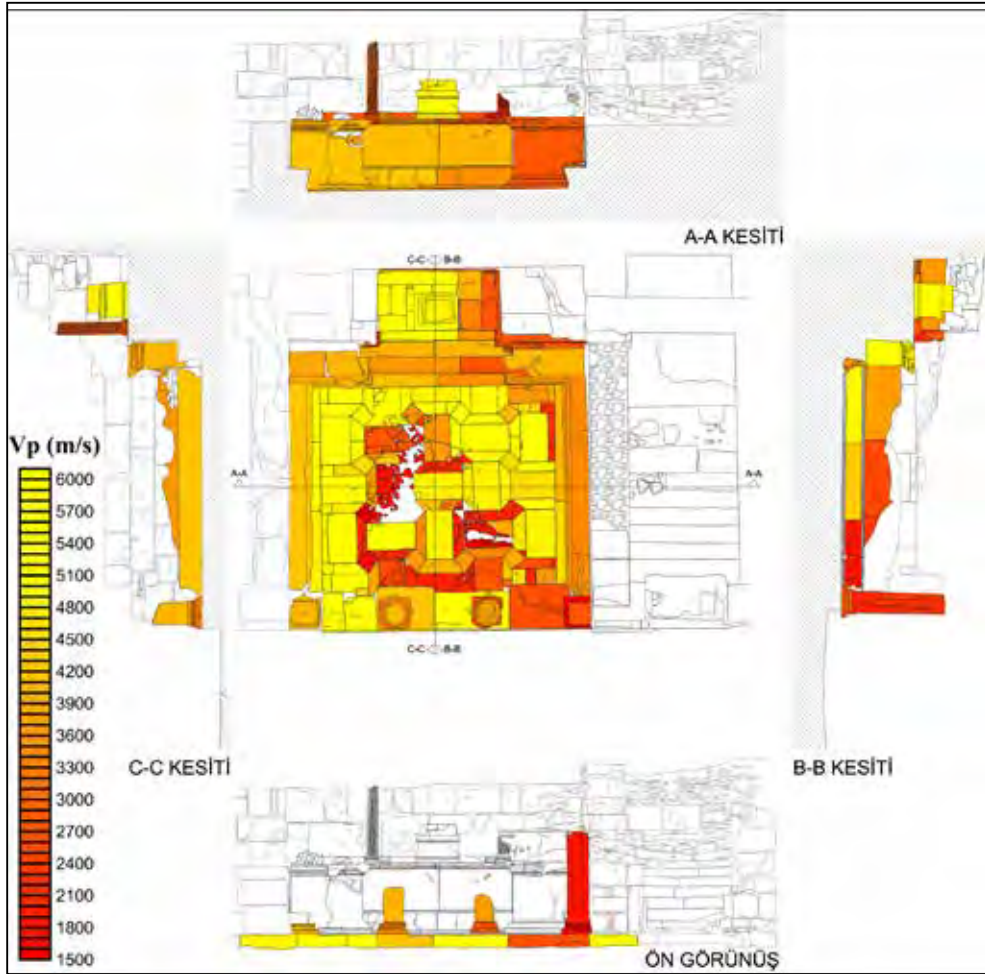 A-A KESİTİ
C-C B-B
Vp (m/s)
6000
5700
5400
5100
4800
4500
4200
3900
3600
3300
3000
2700
2400
2100
1800
1500
A-A
A-A
C-C B-B
C-C KESİTİ
B-B KESİTİ
ÖN GÖRÜNÜŞ